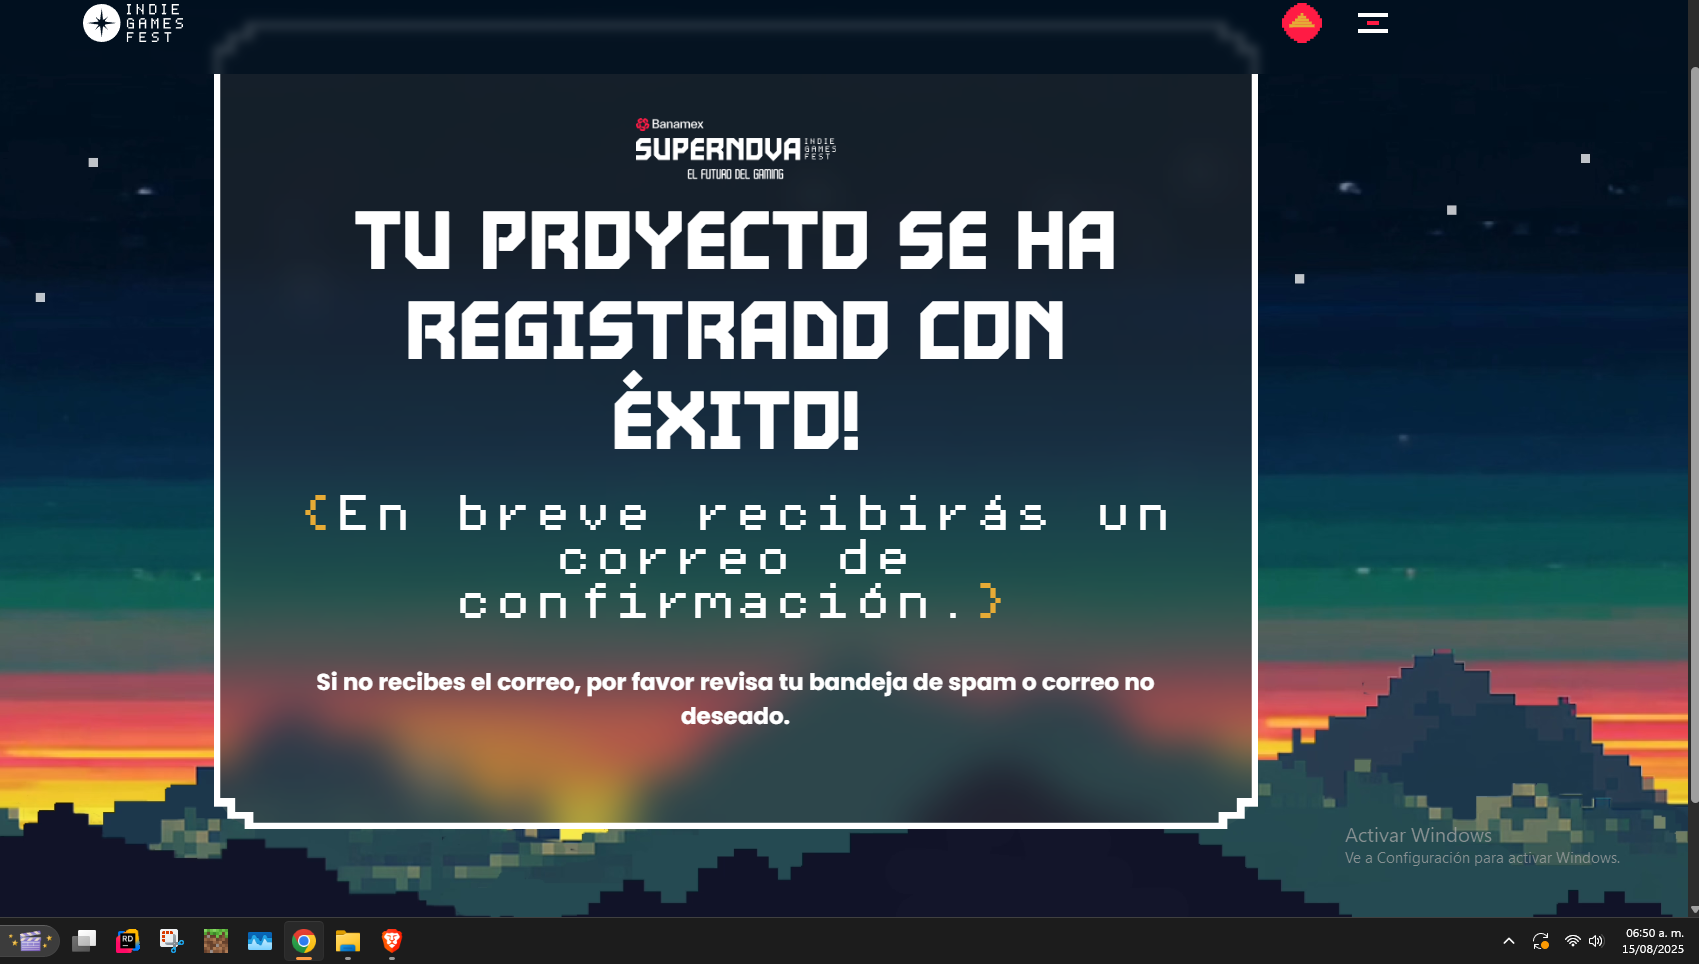 INDIE
GAMES
FEST
Banamex
SUPERNOVA INDIE GAMES FEST
EL FUTURO DEL GAMING
TU PROYECTO SE HA
REGISTRADO CON
ÉXITO!
{En breve recibirás un
correo de
confirmación.}
Si no recibes el correo, por favor revisa tu bandeja de spam o correo no
deseado.
Activar Windows
Ve a Configuración para activar Windows.
RD
06:50 a. m.
15/08/2025